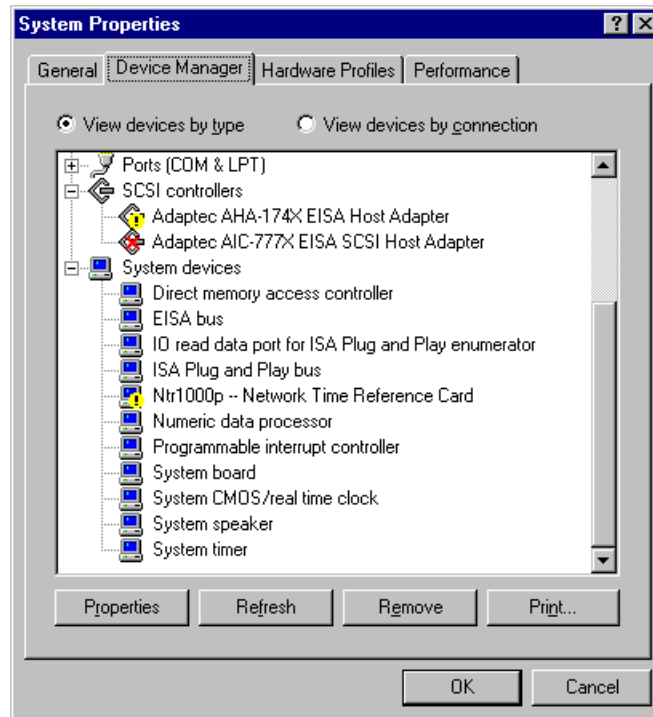 System Properties
General Device Manager Hardware Profiles Performance
View devices by type View devices by connection
Ports (COM & LPT)
SCSI controllers
Adaptec AHA-174X EISA Host Adapter
Adaptec AIC-777X EISA SCSI Host Adapter
System devices
Direct memory access controller
EISA bus
IO read data port for ISA Plug and Play enumerator
ISA Plug and Play bus
Ntr1000p -- Network Time Reference Card
Numeric data processor
Programmable interrupt controller
System board
System CMOS/real time clock
System speaker
System timer
Properties Refresh Remove Print...
OK Cancel